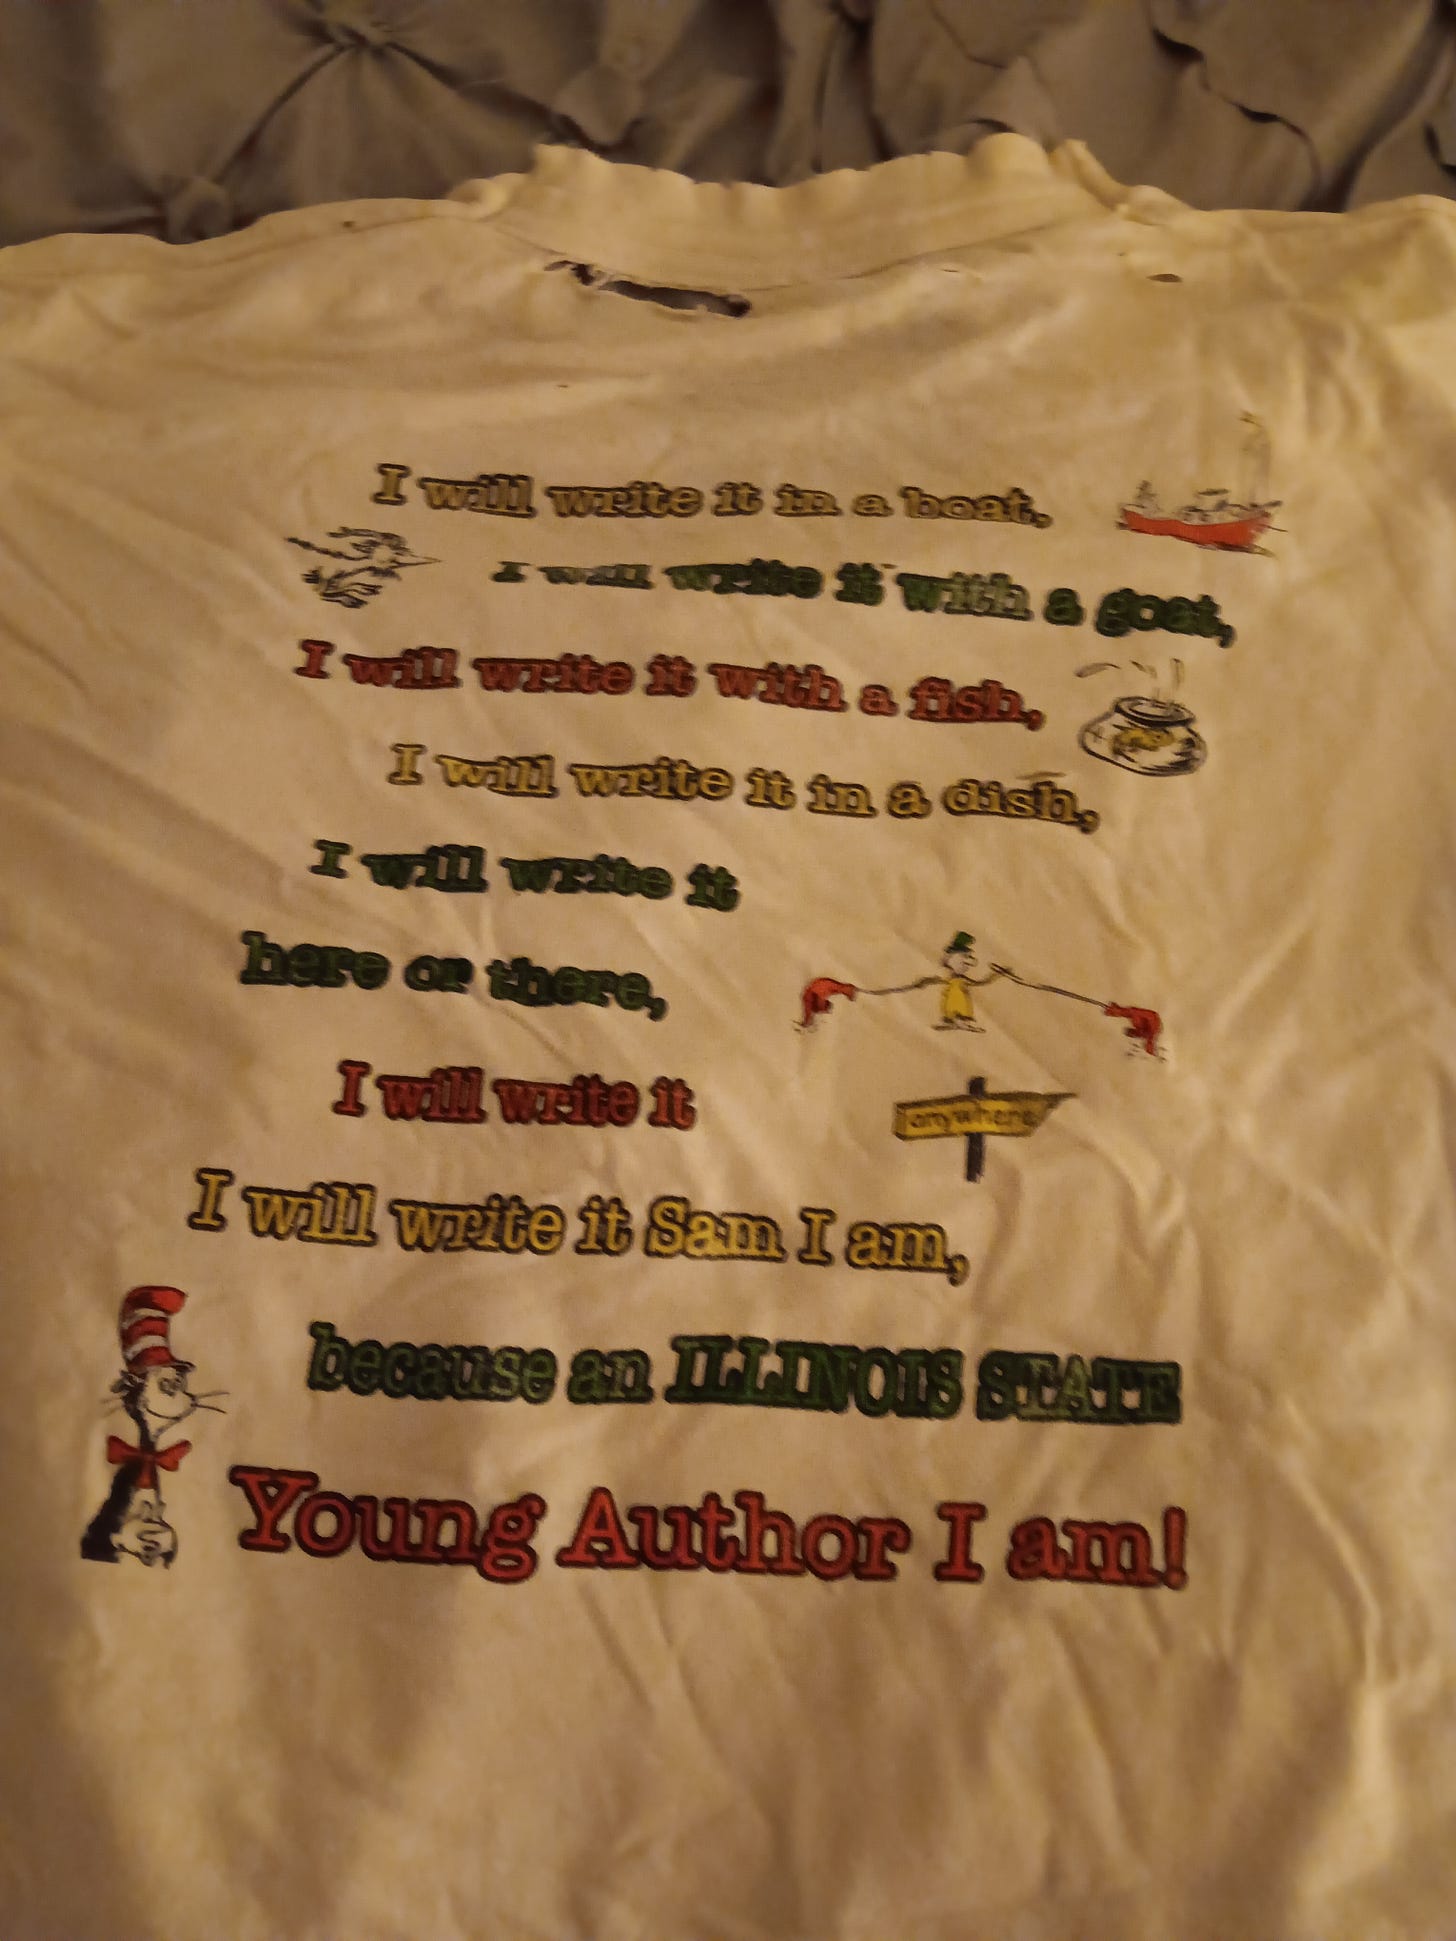 I will write it in a boat,
I will write it with a goat,
I will write it with a fish,
I will write it in a dish,
I will write it
here or there,
I will write it anywhere
I will write it Sam I am,
because an ILLINOIS STATE
Young Author I am!